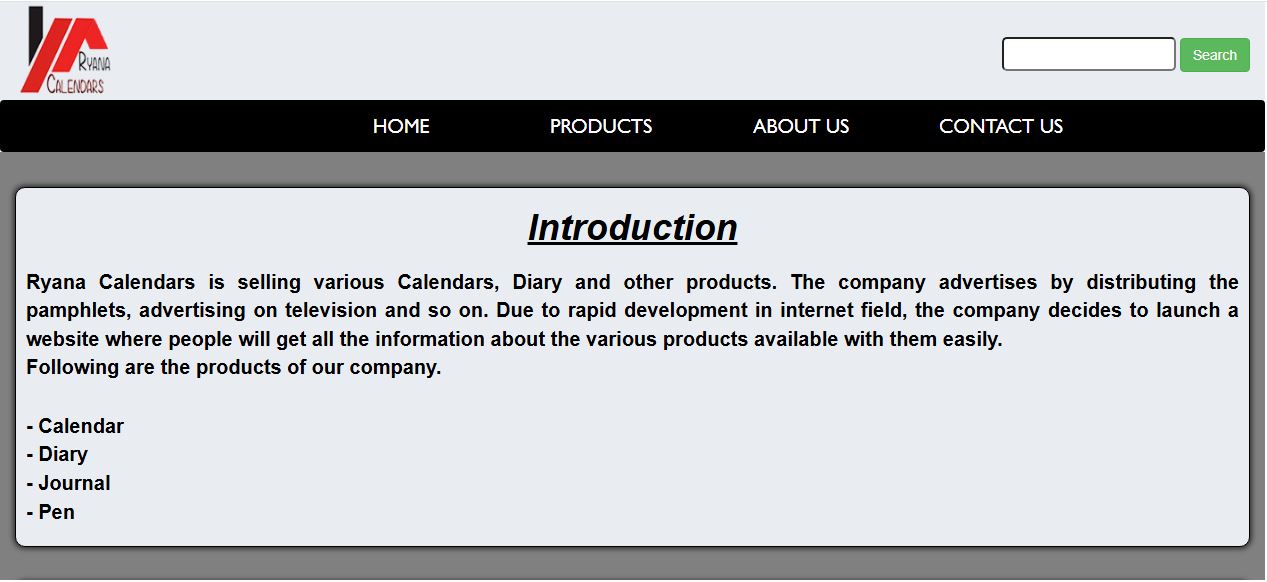 RYANA
CALENDARS
Search
HOME PRODUCTS ABOUT US CONTACT US
Introduction
Ryana Calendars is selling various Calendars, Diary and other products. The company advertises by distributing the
pamphlets, advertising on television and so on. Due to rapid development in internet field, the company decides to launch a
website where people will get all the information about the various products available with them easily.
Following are the products of our company.
- Calendar
- Diary
- Journal
- Pen